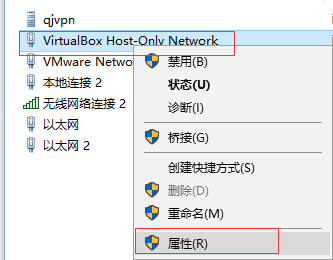 qjvpn
VirtualBox Host-Only Network
VMware Netwo
本地连接 2
无线网络连接 2
以太网
以太网 2
禁用(B)
状态(U)
诊断(I)
桥接(G)
创建快捷方式(S)
删除(D)
重命名(M)
属性(R)